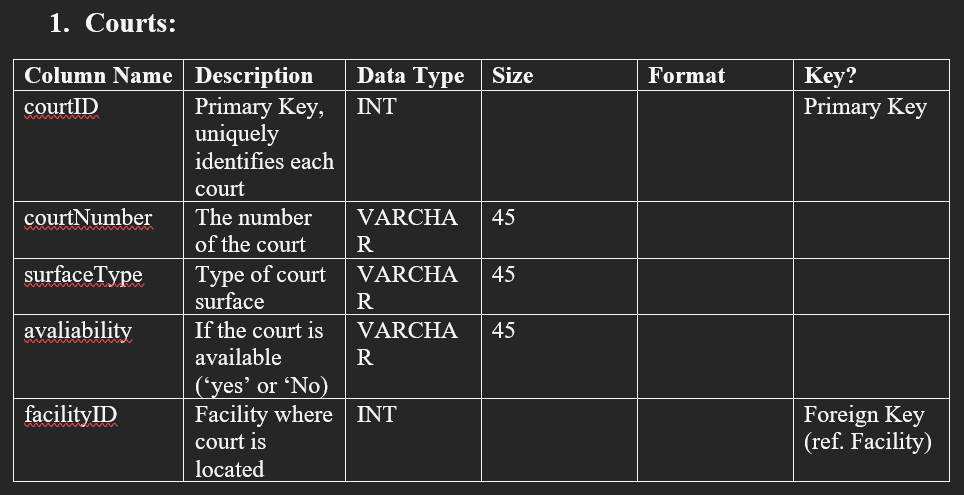 1. Courts:
Column Name Description Data Type Size Format Key?
courtID Primary Key, INT Primary Key
uniquely
identifies each
court
courtNumber The number VARCHA 45
of the court R
surfaceType Type of court VARCHA 45
surface R
avaliability If the court is VARCHA 45
available R
(‘yes’ or ‘No)
facilityID Facility where INT Foreign Key
court is (ref. Facility)
located